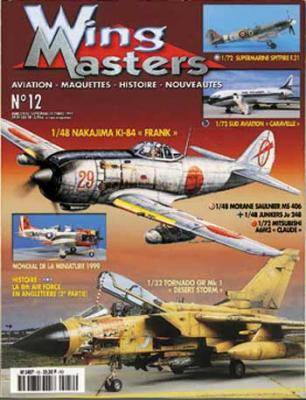 Wing
Masters
AVIATION - MAQUETTES - HISTOIRE - NOUVEAUTES
N°12
1/72 SUPERMARINE SPITFIRE F.21
1/72 SUD AVIATION "CARAVELLE"
1/48 NAKAJIMA KI-84 « FRANK »
29
1/48 MORANE SAULNIER MS 406
+ 1/48 JUNKERS Ju 248
1/72 MITSUBISHI
A6M2 « CLAUDE »
MONDIAL DE LA MINIATURE 1999
HISTOIRE :
LA 8th AIR FORCE
EN ANGLETERRE (2e PARTIE)
1/32 TORNADO GR Mk 1
« DESERT STORM »